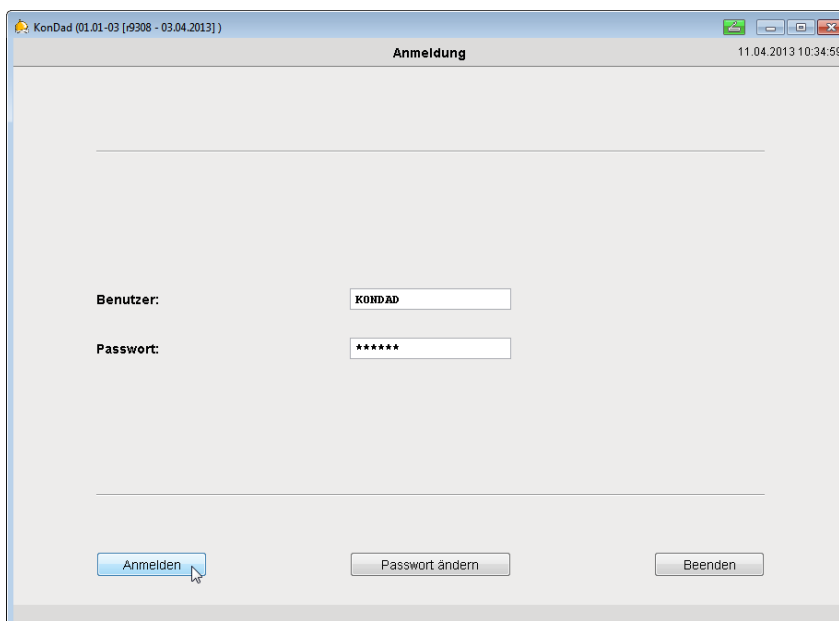 KonDad (01.01-03 [r9308 - 03.04.2013] )
Anmeldung
11.04.2013 10:34:59
Benutzer:
KONDAD
Passwort:
******
Anmelden
Passwort ändern
Beenden